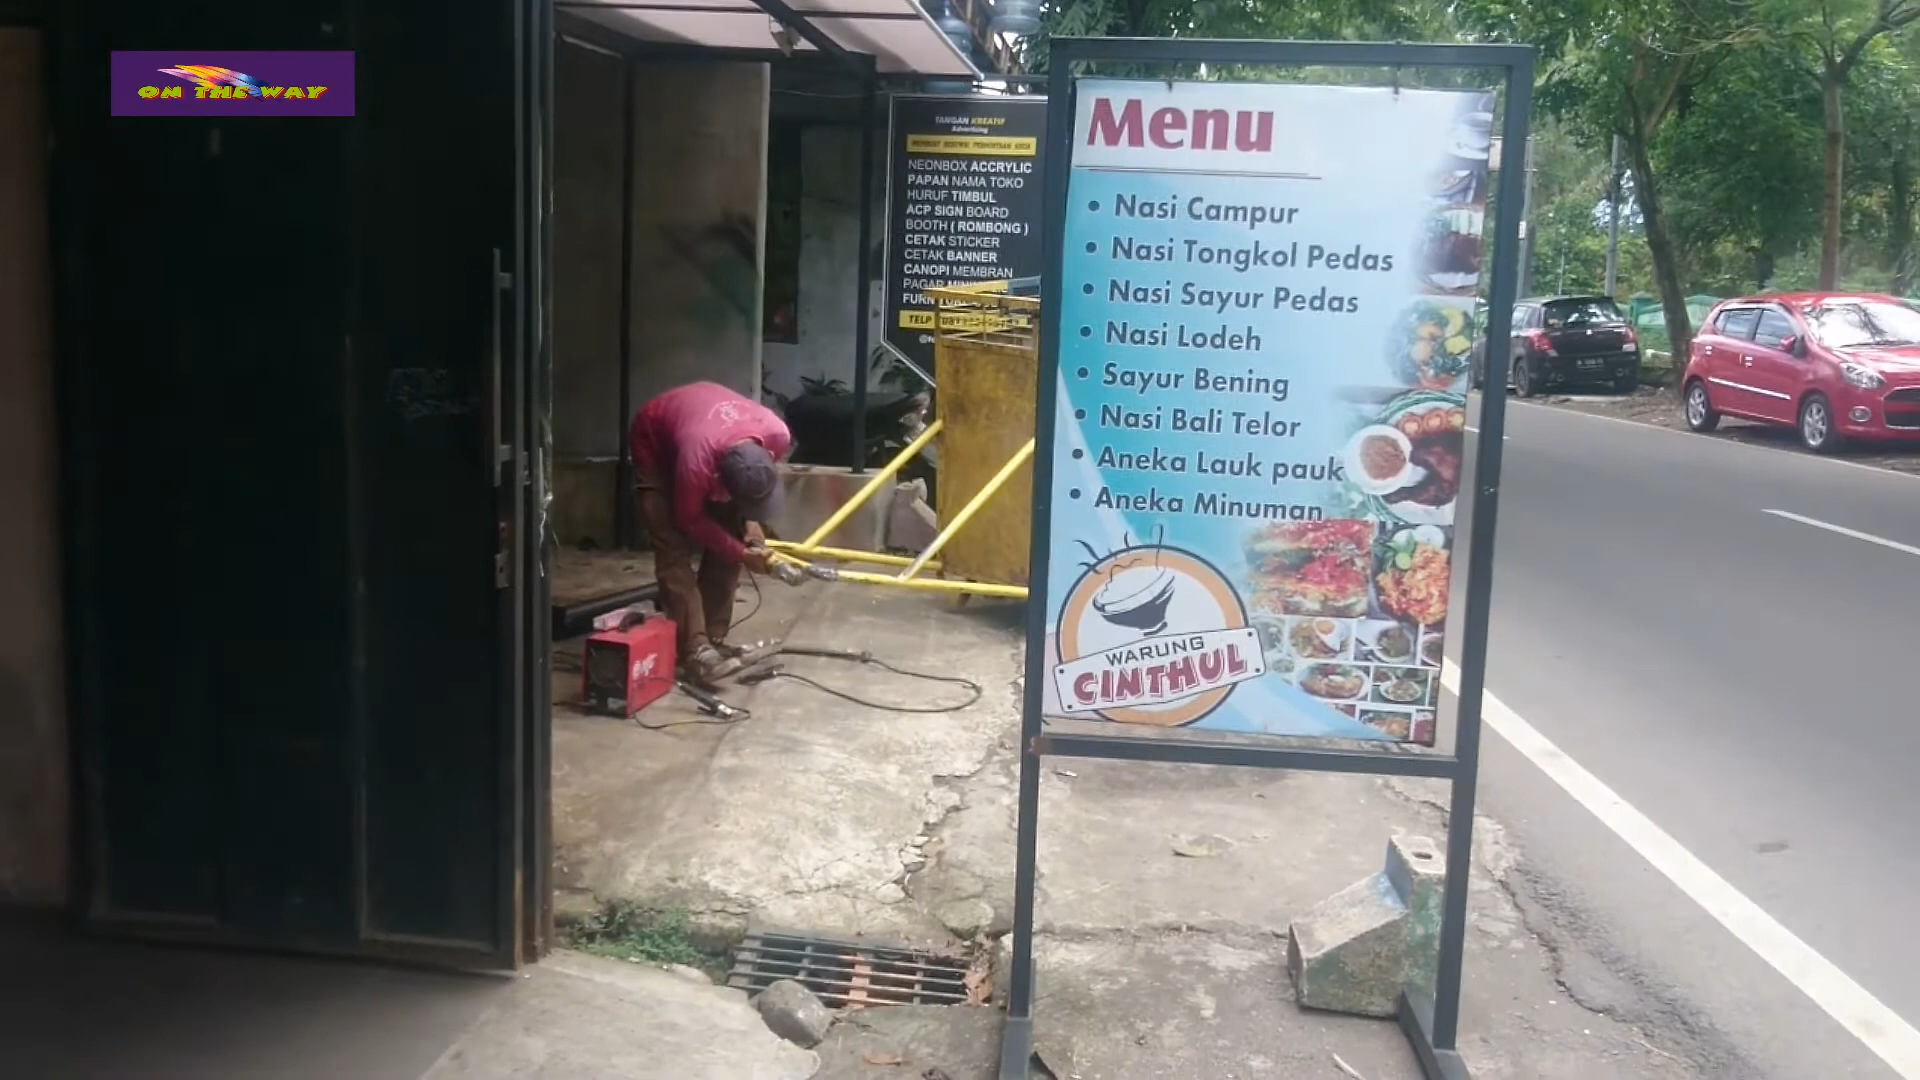 ON THE WAY
TANGAN KREATIF
Advertising
NEONBOX ACCRYLIC
PAPAN NAMA TOKO
HURUF TIMBUL
ACP SIGN BOARD
BOOTH ( ROMBONG )
CETAK STICKER
CETAK BANNER
CANOPI MEMBRAN
PAGAR
TELP
Menu
• Nasi Campur
• Nasi Tongkol Pedas
• Nasi Sayur Pedas
• Nasi Lodeh
• Sayur Bening
• Nasi Bali Telor
• Aneka Lauk pauk
• Aneka Minuman
WARUNG
CINTHUL